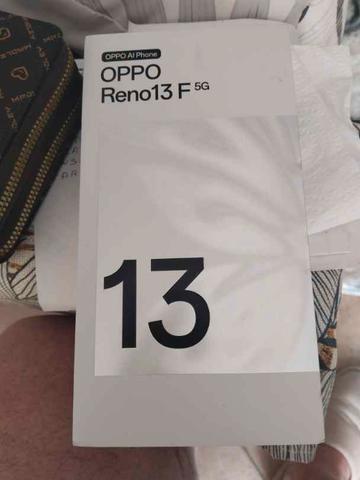 OPPO AI Phone
OPPO
Reno13 F 5G
13